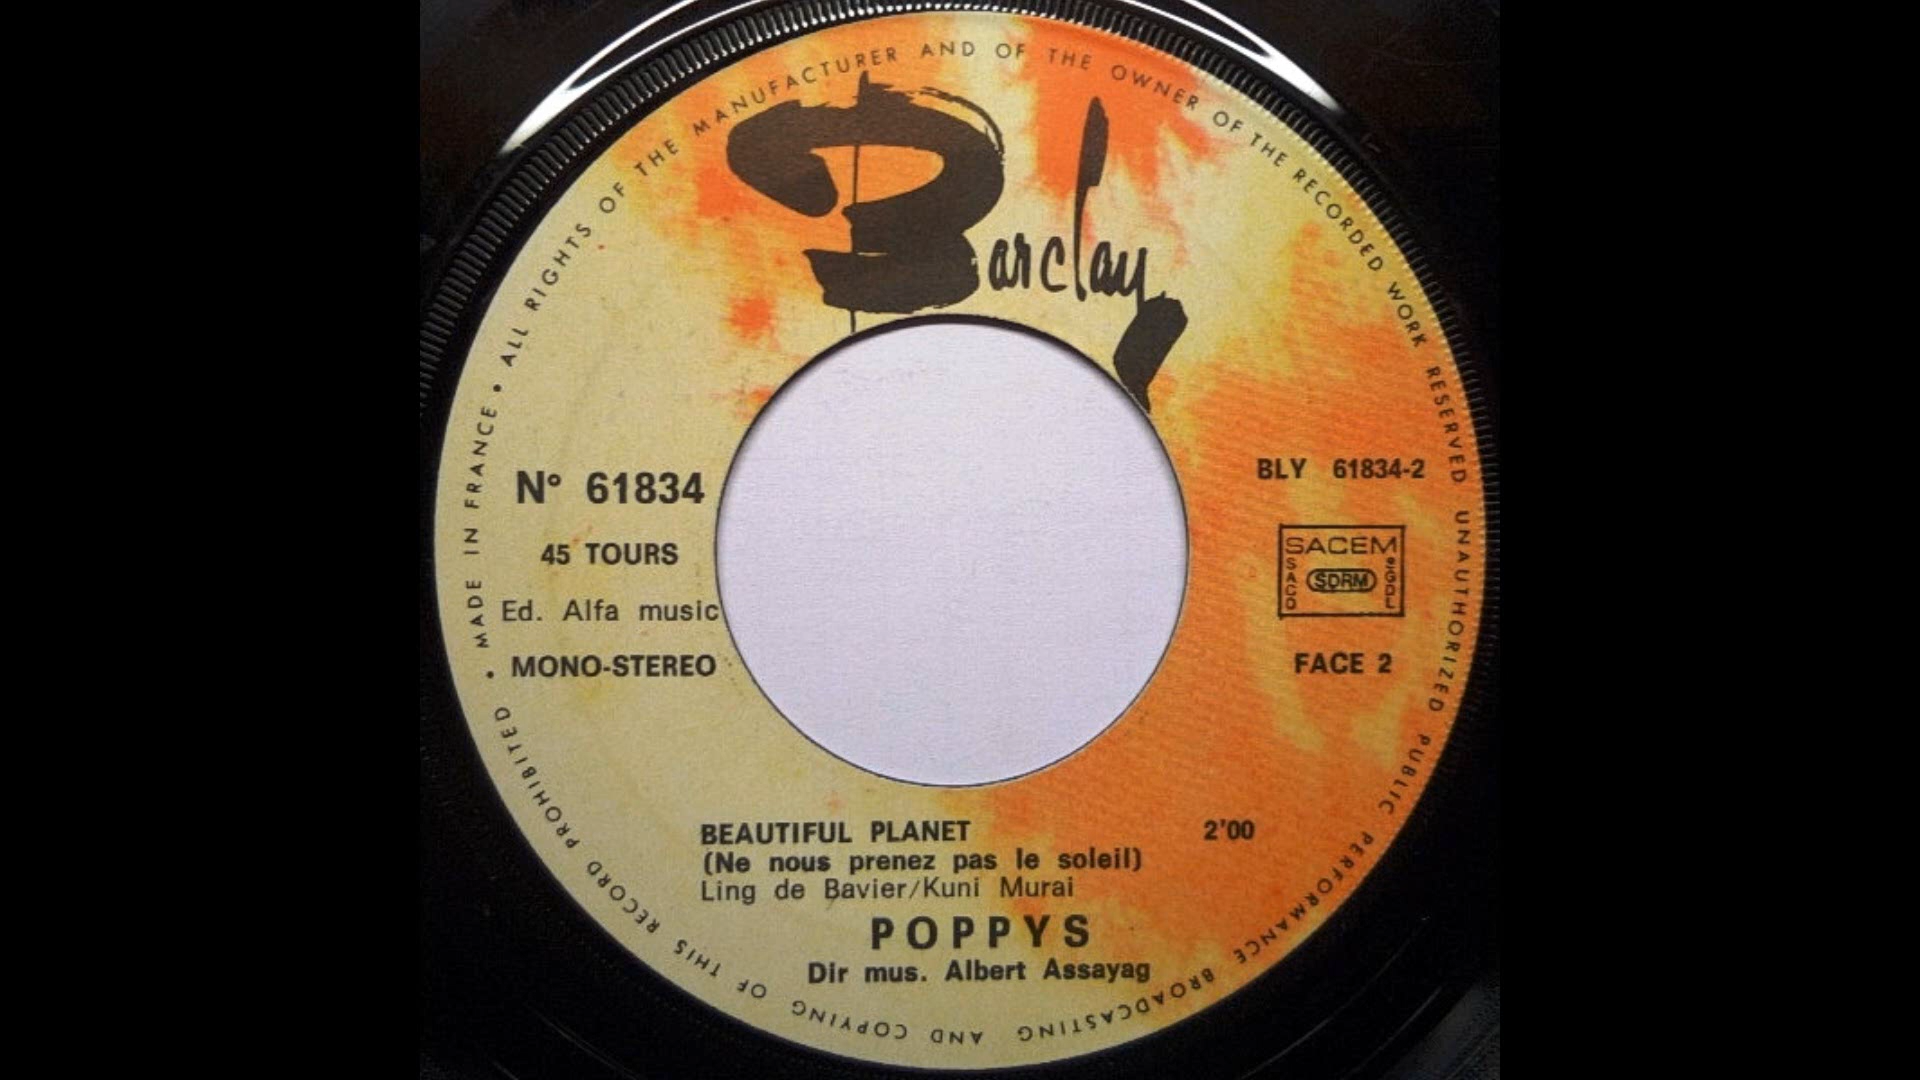 MADE IN FRANCE • ALL RIGHTS OF THE MANUFACTURER AND OF THE OWNER OF THE RECORDED WORK RESERVED UNAUTHORIZED PUBLIC PERFORMANCE BROADCASTING AND COPYING OF THIS RECORD PROHIBITED •
Barclay
N° 61834
45 TOURS
Ed. Alfa music
MONO-STEREO
BLY 61834-2
SACEM
SACD SDRM SGDL
FACE 2
BEAUTIFUL PLANET 2'00
(Ne nous prenez pas le soleil)
Ling de Bavier/Kuni Murai
POPPYS
Dir mus. Albert Assayag